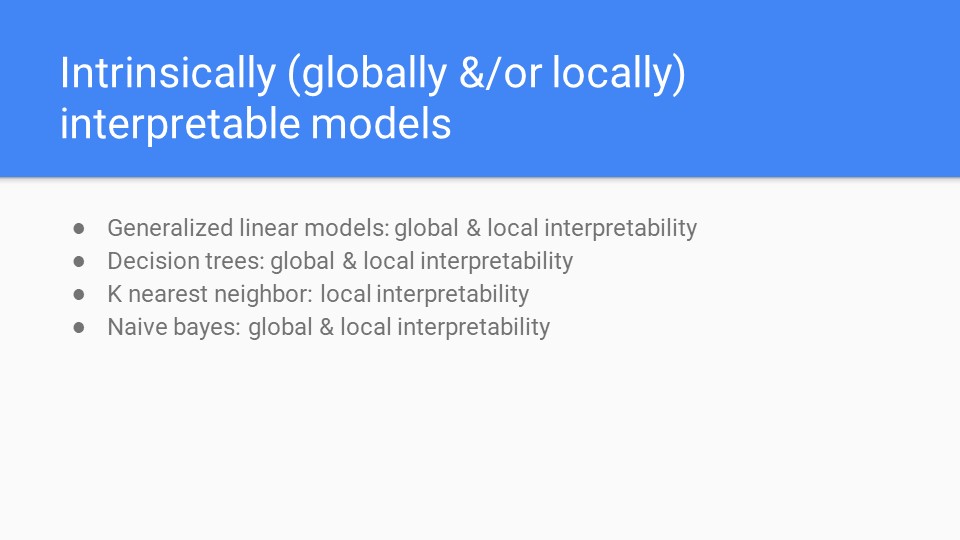 Intrinsically (globally &/or locally)
interpretable models
● Generalized linear models: global & local interpretability
● Decision trees: global & local interpretability
● K nearest neighbor: local interpretability
● Naive bayes: global & local interpretability